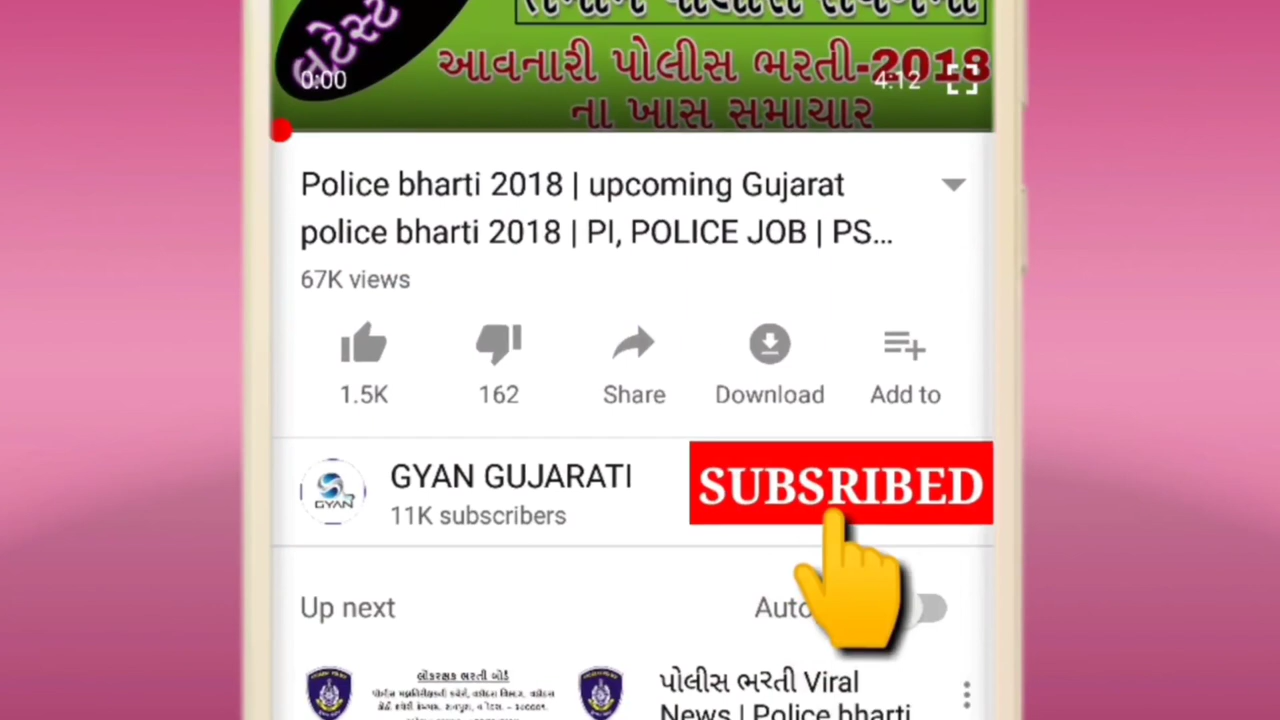 લેટેસ્ટ
આવનારી પોલીસ ભરતી-2018
0:00
4:12
ના ખાસ સમાચાર
Police bharti 2018 | upcoming Gujarat
police bharti 2018 | PI, POLICE JOB | PS...
67K views
1.5K
162
Share
Download
Add to
GYAN
GYAN GUJARATI
11K subscribers
SUBSRIBED
Up next
Auto
લોકરક્ષક ભરતી બોર્ડ
પોલીસ ભરતી Viral
News | Police bharti